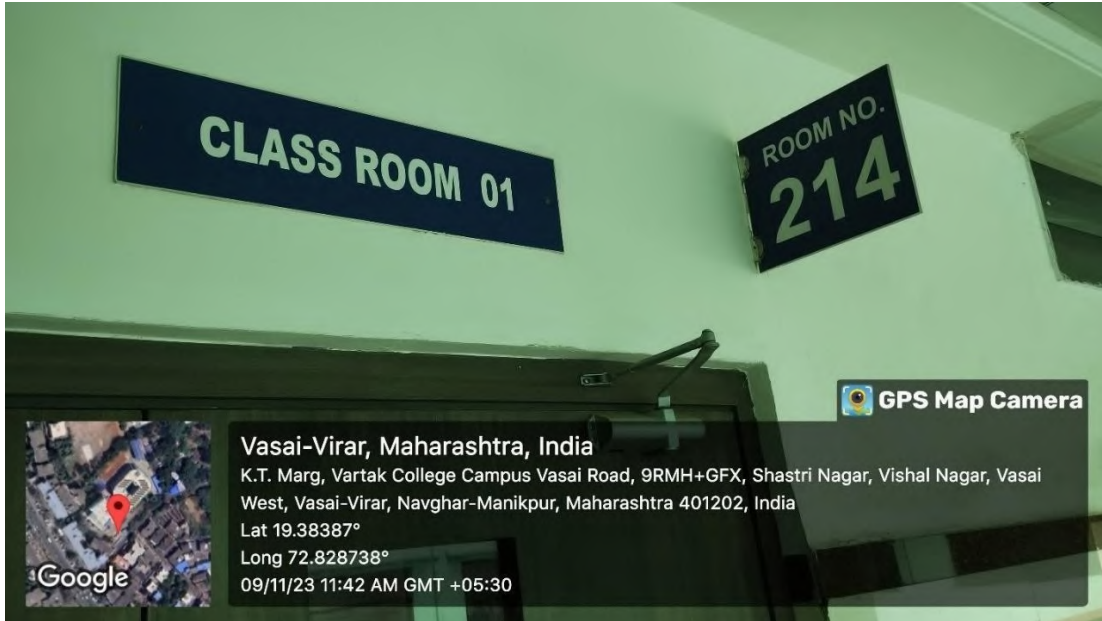 CLASS ROOM 01
ROOM NO.
214
GPS Map Camera
Vasai-Virar, Maharashtra, India
K.T. Marg, Vartak College Campus Vasai Road, 9RMH+GFX, Shastri Nagar, Vishal Nagar, Vasai
West, Vasai-Virar, Navghar-Manikpur, Maharashtra 401202, India
Lat 19.38387°
Long 72.828738°
09/11/23 11:42 AM GMT +05:30
Google